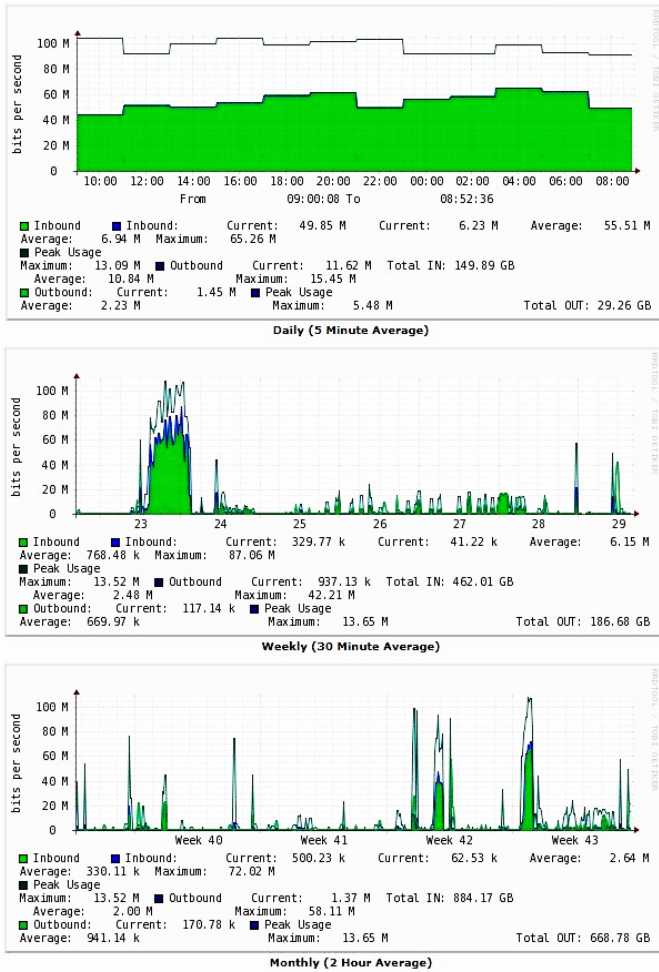 RRDTOOL / TOBI OETIKER
bits per second
100 M
80 M
60 M
40 M
20 M
0
10:00 12:00 14:00 16:00 18:00 20:00 22:00 00:00 02:00 04:00 06:00 08:00
From 09:00:08 To 08:52:36
Inbound Inbound: Current: 49.85 M Current: 6.23 M Average: 55.51 M
Average: 6.94 M Maximum: 65.26 M
Peak Usage
Maximum: 13.09 M Outbound Current: 11.62 M Total IN: 149.89 GB
Average: 10.84 M Maximum: 15.45 M
Outbound: Current: 1.45 M Peak Usage
Average: 2.23 M Maximum: 5.48 M Total OUT: 29.26 GB
Daily (5 Minute Average)
RRDTOOL / TOBI OETIKER
bits per second
100 M
80 M
60 M
40 M
20 M
0
23 24 25 26 27 28 29
Inbound Inbound: Current: 329.77 k Current: 41.22 k Average: 6.15 M
Average: 768.48 k Maximum: 87.06 M
Peak Usage
Maximum: 13.52 M Outbound Current: 937.13 k Total IN: 462.01 GB
Average: 2.48 M Maximum: 42.21 M
Outbound: Current: 117.14 k Peak Usage
Average: 669.97 k Maximum: 13.65 M Total OUT: 186.68 GB
Weekly (30 Minute Average)
RRDTOOL / TOBI OETIKER
bits per second
100 M
80 M
60 M
40 M
20 M
0
Week 40 Week 41 Week 42 Week 43
Inbound Inbound: Current: 500.23 k Current: 62.53 k Average: 2.64 M
Average: 330.11 k Maximum: 72.02 M
Peak Usage
Maximum: 13.52 M Outbound Current: 1.37 M Total IN: 884.17 GB
Average: 2.00 M Maximum: 58.11 M
Outbound: Current: 170.78 k Peak Usage
Average: 941.14 k Maximum: 13.65 M Total OUT: 668.78 GB
Monthly (2 Hour Average)